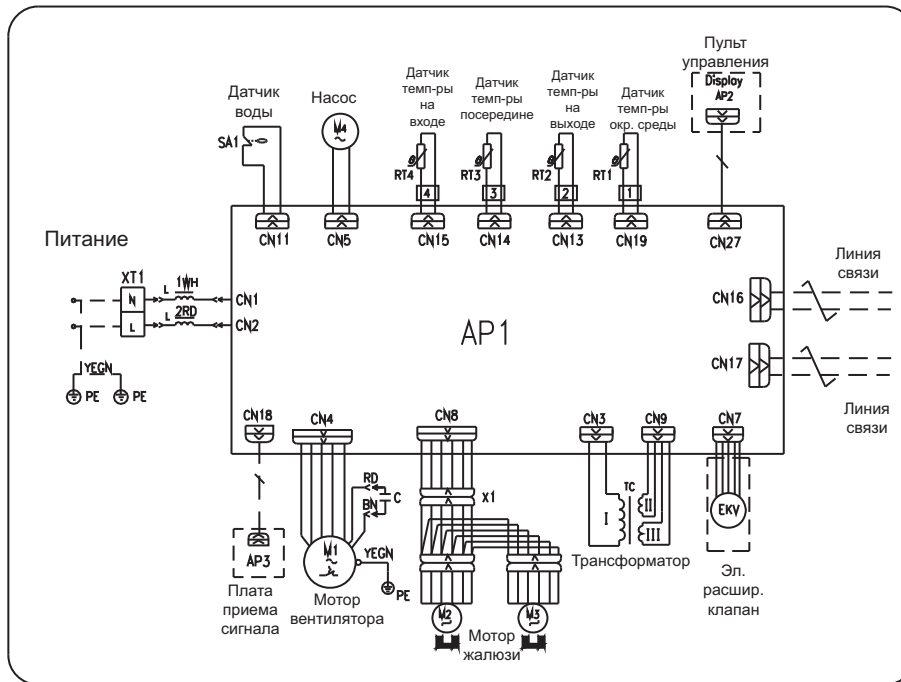 Пульт
управления
Display
AP2
Датчик
воды
Насос
Датчик
темп-ры
на
входе
Датчик
темп-ры
посередине
Датчик
темп-ры
на
выходе
Датчик
темп-ры
окр. среды
SA1
M4
RT4
RT3
RT2
RT1
4
3
2
1
CN11
CN5
CN15
CN14
CN13
CN19
CN27
Питание
XT1
N
L
L
1WH
L
2RD
CN1
CN2
YEGN
PE
PE
AP1
CN16
CN17
Линия
связи
Линия
связи
CN18
CN4
CN8
CN3
CN9
CN7
RD
BN
C
X1
I
TC
II
III
EKV
AP3
M1
YEGN
PE
M2
M3
Плата
приема
сигнала
Мотор
вентилятора
Мотор
жалюзи
Трансформатор
Эл.
расшир.
клапан